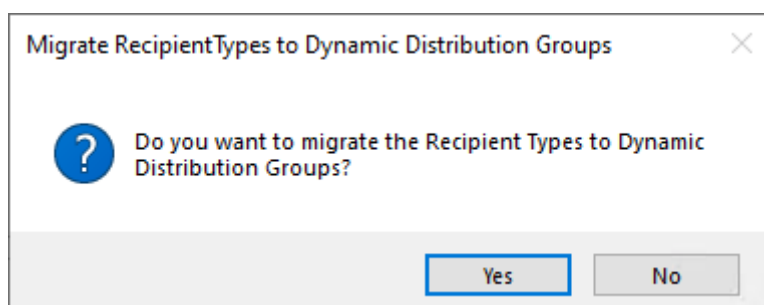 Migrate RecipientTypes to Dynamic Distribution Groups
Do you want to migrate the Recipient Types to Dynamic
Distribution Groups?
Yes
No